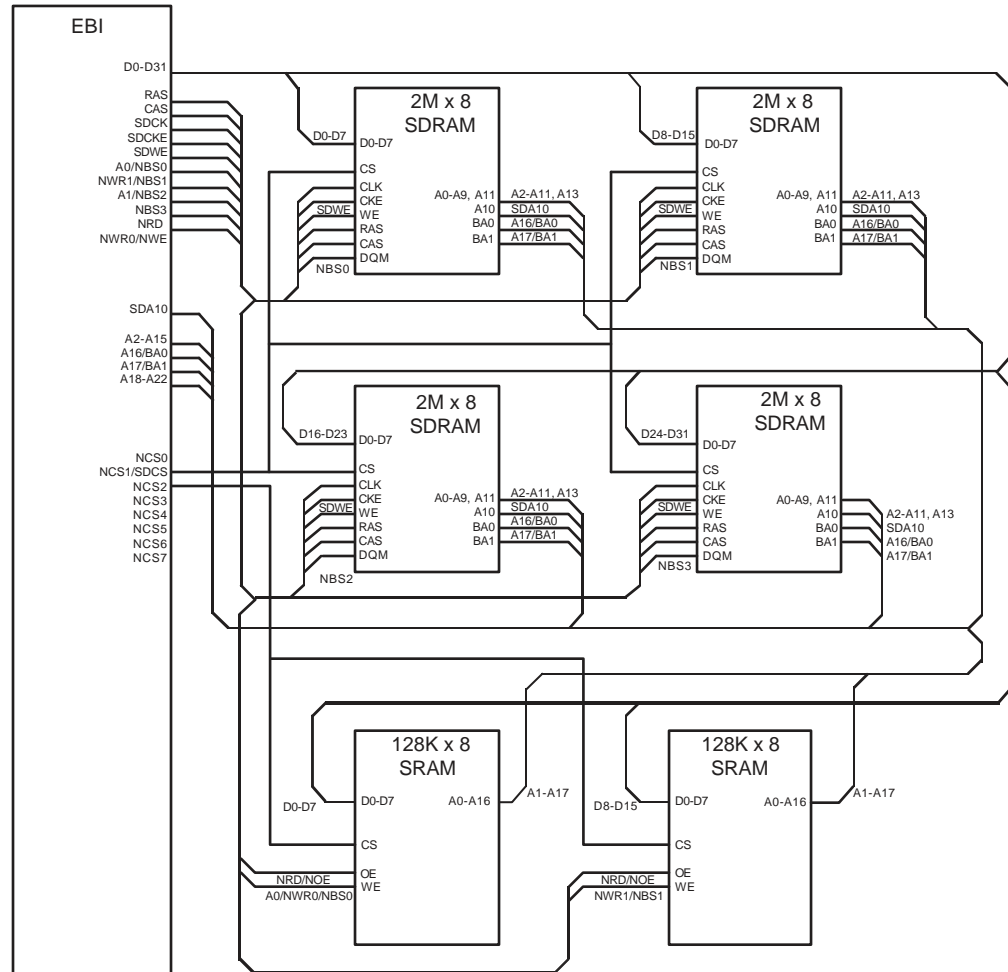 EBI
D0-D31
RAS
CAS
SDCK
SDCKE
SDWE
A0/NBS0
NWR1/NBS1
A1/NBS2
NBS3
NRD
NWR0/NWE
SDA10
A2-A15
A16/BA0
A17/BA1
A18-A22
NCS0
NCS1/SDCS
NCS2
NCS3
NCS4
NCS5
NCS6
NCS7
2M x 8
SDRAM
D0-D7
D0-D7
CS
CLK
CKE
SDWE
WE
RAS
CAS
DQM
NBS0
A0-A9, A11
A10
BA0
BA1
A2-A11, A13
SDA10
A16/BA0
A17/BA1
2M x 8
SDRAM
D8-D15
D0-D7
CS
CLK
CKE
SDWE
WE
RAS
CAS
DQM
NBS1
A0-A9, A11
A10
BA0
BA1
A2-A11, A13
SDA10
A16/BA0
A17/BA1
2M x 8
SDRAM
D16-D23
D0-D7
CS
CLK
CKE
SDWE
WE
RAS
CAS
DQM
NBS2
A0-A9, A11
A10
BA0
BA1
A2-A11, A13
SDA10
A16/BA0
A17/BA1
2M x 8
SDRAM
D24-D31
D0-D7
CS
CLK
CKE
SDWE
WE
RAS
CAS
DQM
NBS3
A0-A9, A11
A10
BA0
BA1
A2-A11, A13
SDA10
A16/BA0
A17/BA1
128K x 8
SRAM
D0-D7
D0-D7
A0-A16
A1-A17
CS
OE
NRD/NOE
WE
A0/NWR0/NBS0
128K x 8
SRAM
D8-D15
D0-D7
A0-A16
A1-A17
CS
OE
NRD/NOE
WE
NWR1/NBS1